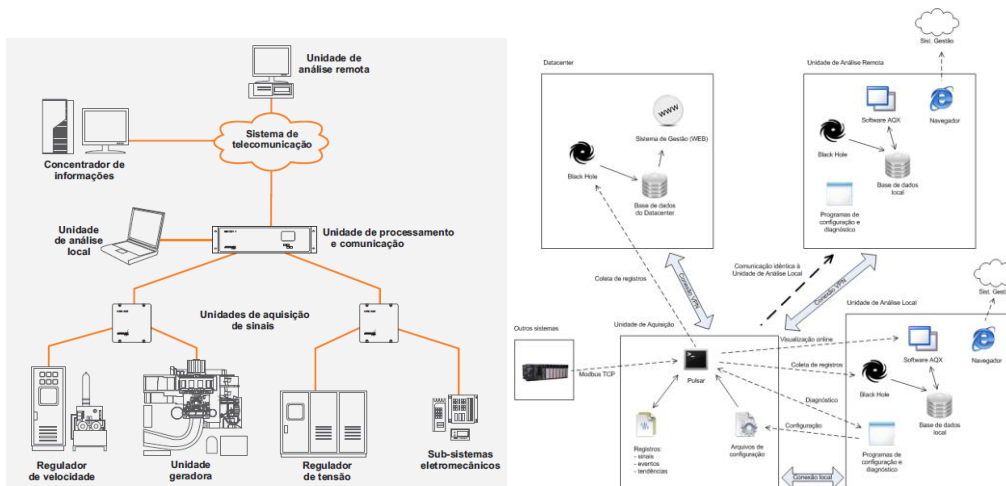 Unidade de
análise remota
Concentrador de
informações
Sistema de
telecomunicação
Unidade
de análise
local
Unidade de processamento
e comunicação
Unidades de aquisição
de sinais
Regulador
de velocidade
Unidade
geradora
Regulador
de tensão
Sub-sistemas
eletromecânicos
Sist. Gestão
Datacenter
Unidade de Análise Remota
WWW
Sistema de Gestão (WEB)
Black Hole
Base de dados
do Datacenter
Software AQX
Navegador
Black Hole
Base de dados
local
Programas de
configuração e
diagnóstico
Coleta de registros
Conexão VPN
Comunicação idêntica à
Unidade de Análise Local
Conexão VPN
Sist. Gestão
Outros sistemas
Unidade de Aquisição
Unidade de Análise Local
Modbus TCP
Pulsar
Visualização online
Coleta de registros
Diagnóstico
Configuração
Software AQX
Navegador
Black Hole
Base de dados
local
Registros:
- sinais
- eventos
- tendências
Arquivos de
configuração
Programas de
configuração e
diagnóstico
Conexão local